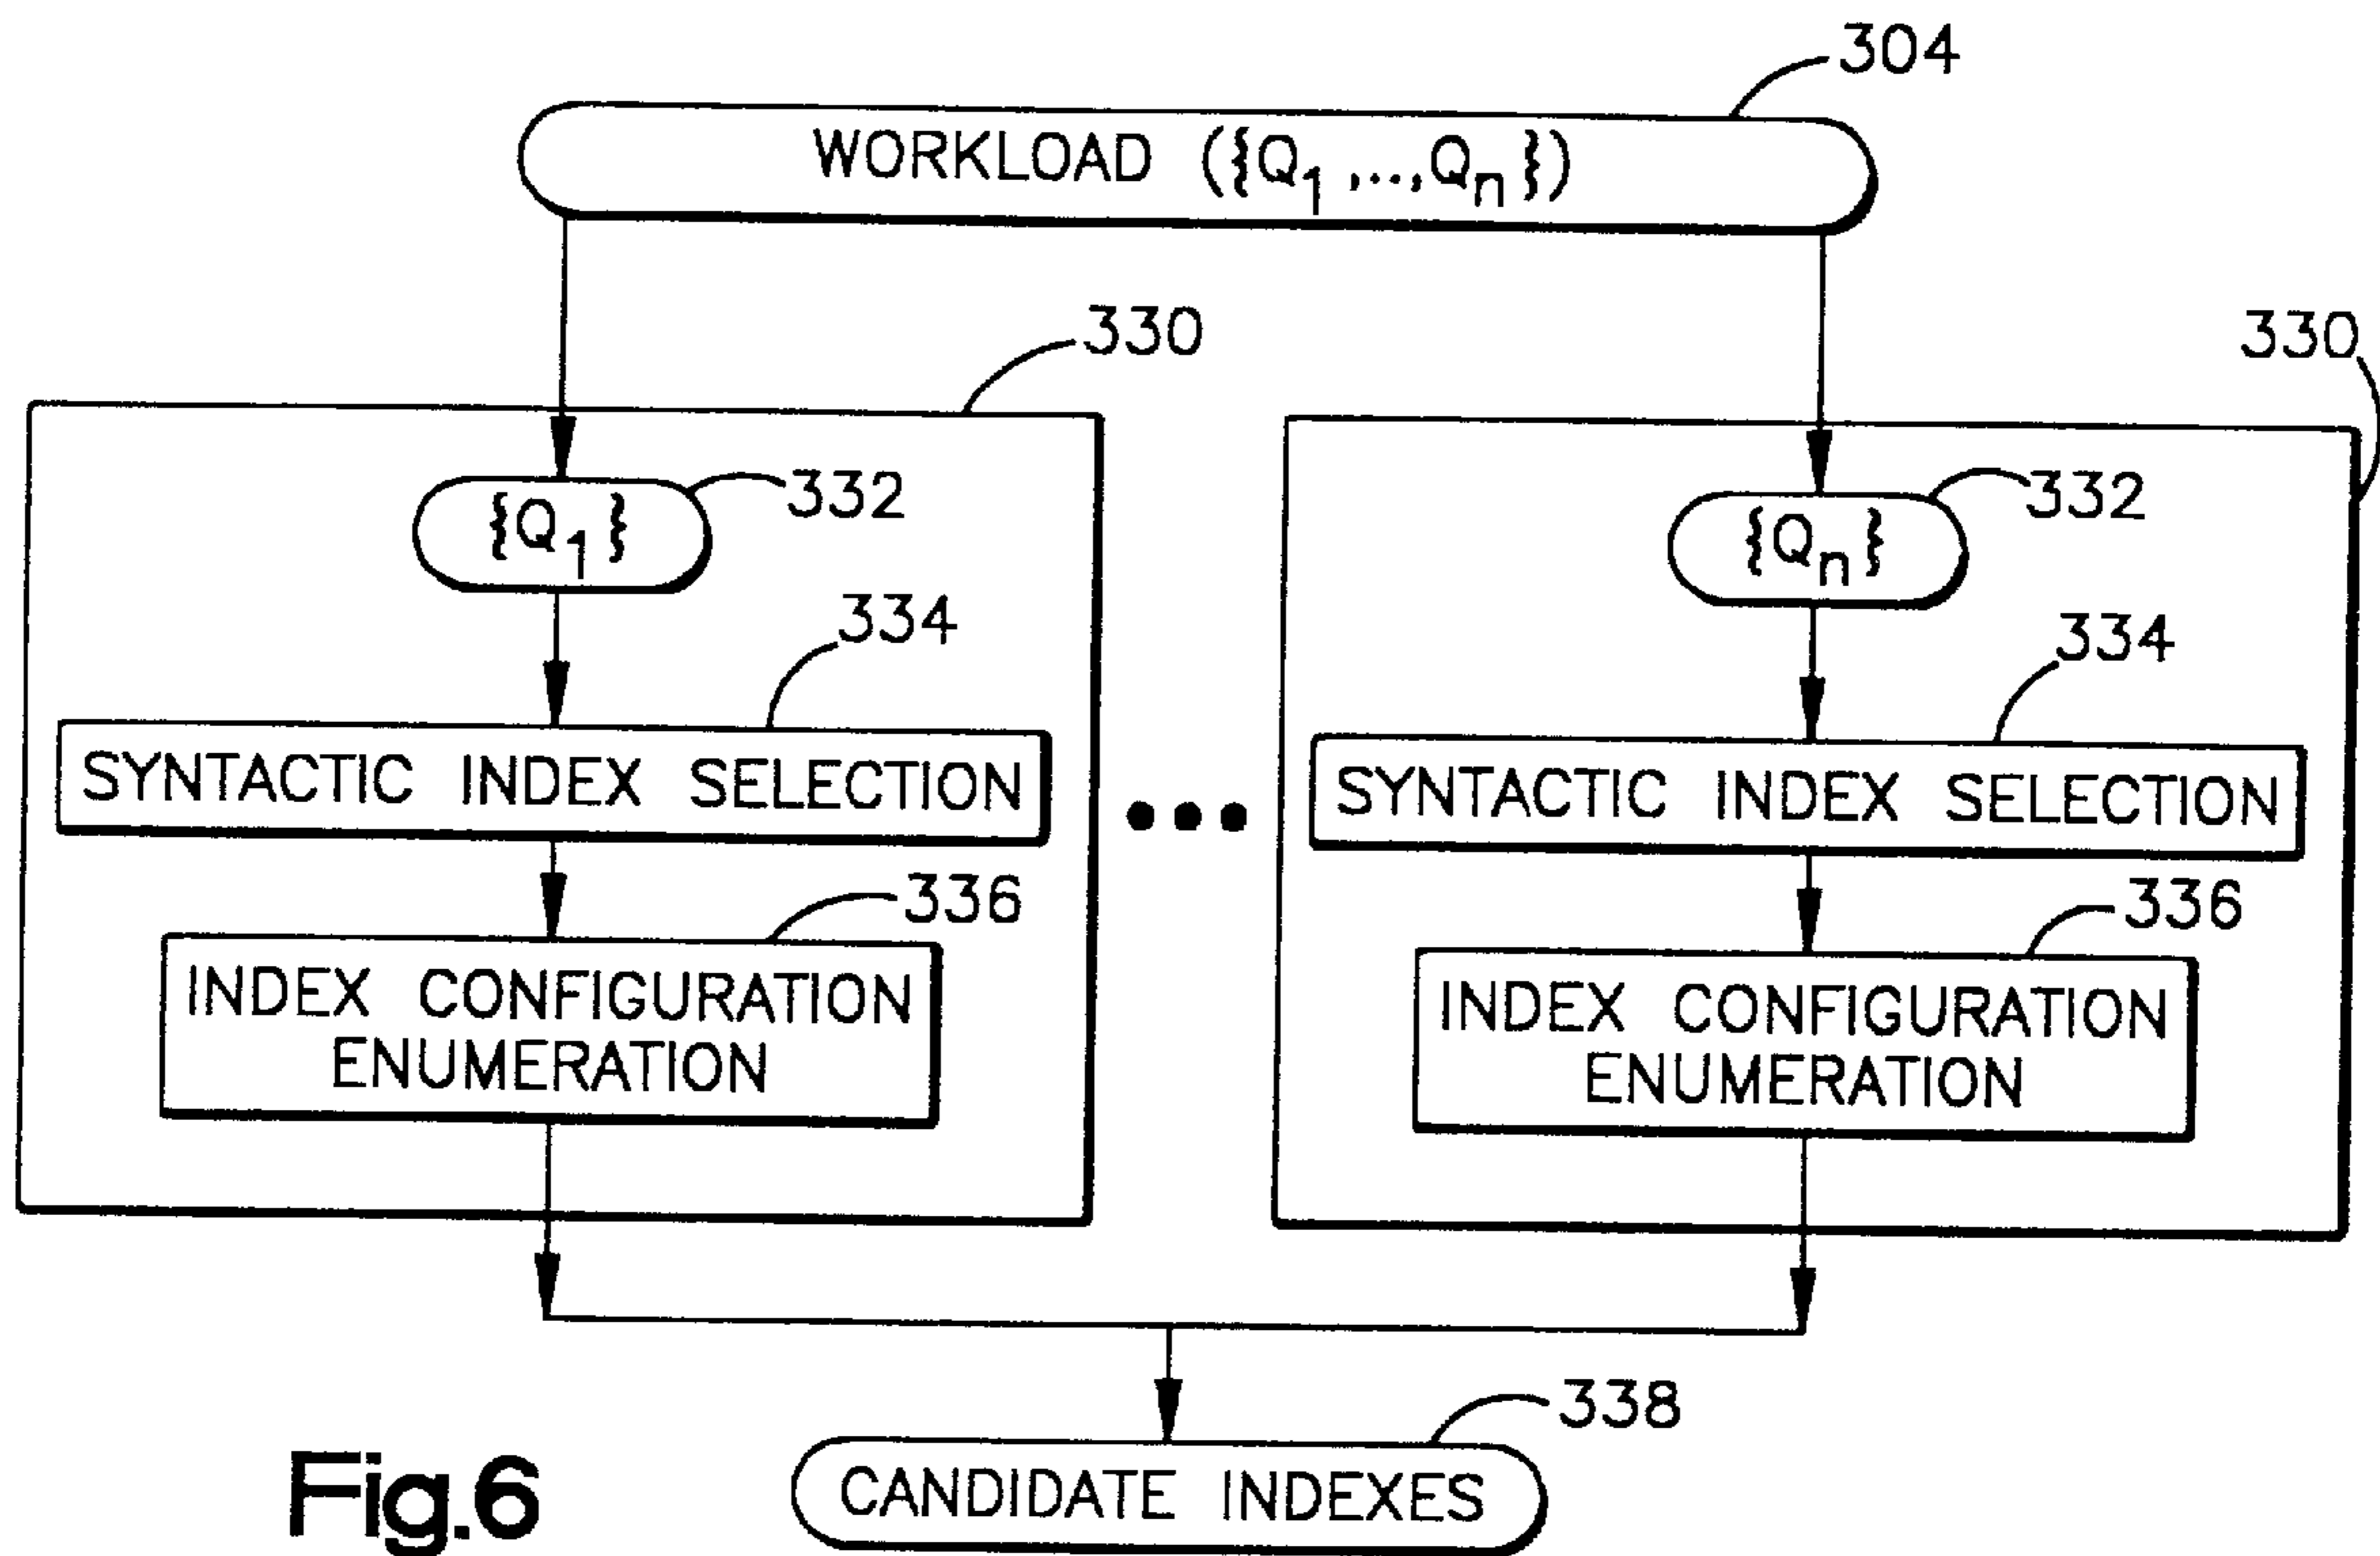 304
WORKLOAD ({Q1,...,Qn})
330
330
{Q1}
332
{Qn}
332
334
334
SYNTACTIC INDEX SELECTION
SYNTACTIC INDEX SELECTION
336
336
INDEX CONFIGURATION
ENUMERATION
INDEX CONFIGURATION
ENUMERATION
338
CANDIDATE INDEXES
Fig.6